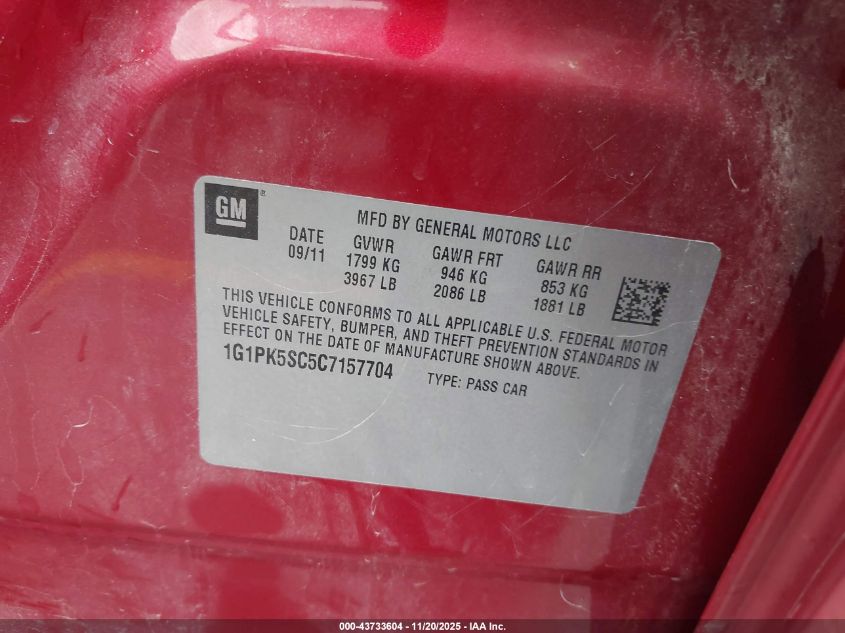 GM ®
MFD BY GENERAL MOTORS LLC
DATE GVWR GAWR FRT GAWR RR
09/11 1799 KG 946 KG 853 KG
3967 LB 2086 LB 1881 LB
THIS VEHICLE CONFORMS TO ALL APPLICABLE U.S. FEDERAL MOTOR
VEHICLE SAFETY, BUMPER, AND THEFT PREVENTION STANDARDS IN
EFFECT ON THE DATE OF MANUFACTURE SHOWN ABOVE.
1G1PK5SC5C7157704 TYPE: PASS CAR
000-43733604 - 11/20/2025 - IAA Inc.